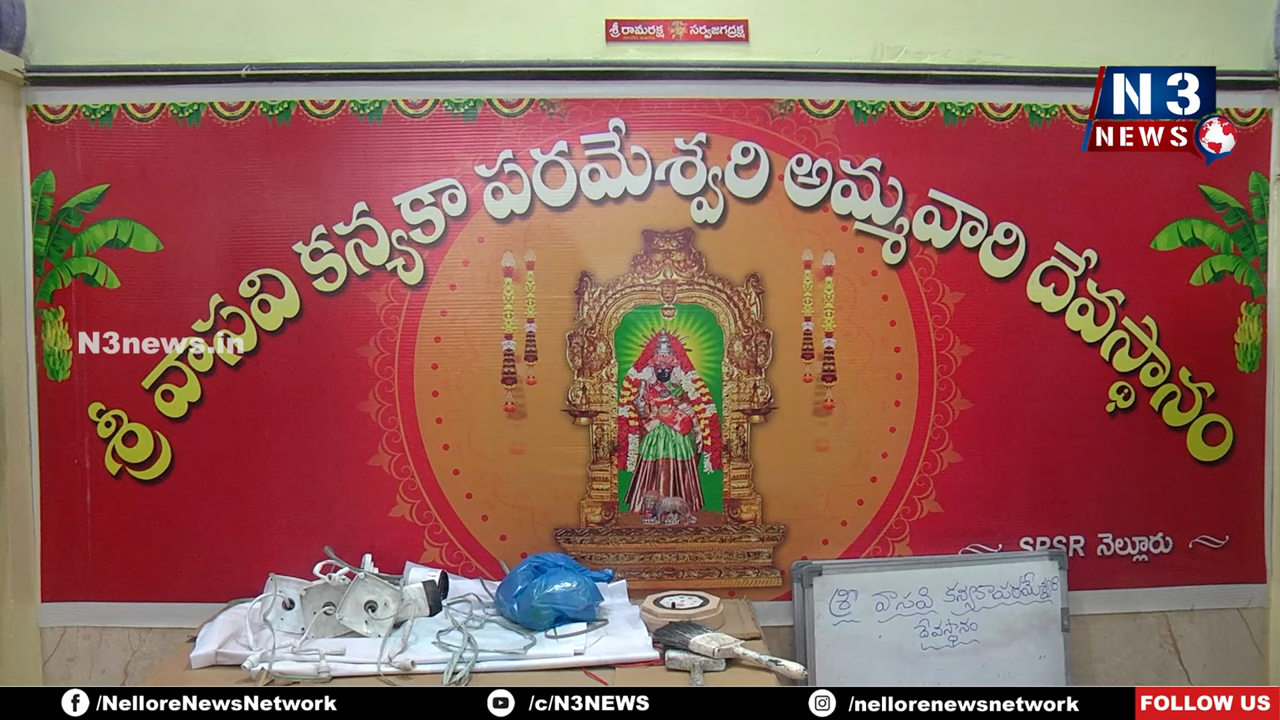 శ్రీ రామరక్ష సర్వజగద్రక్ష
N3
NEWS
శ్రీ వాసవి కన్యకా పరమేశ్వరి అమ్మవారి దేవస్థానం
N3news.in
SPSR నెల్లూరు
శ్రీ వాసవి కన్యకాపరమేశ్వరి
దేవస్థానం
/NelloreNewsNetwork
/c/N3NEWS
/nellorenewsnetwork
FOLLOW US